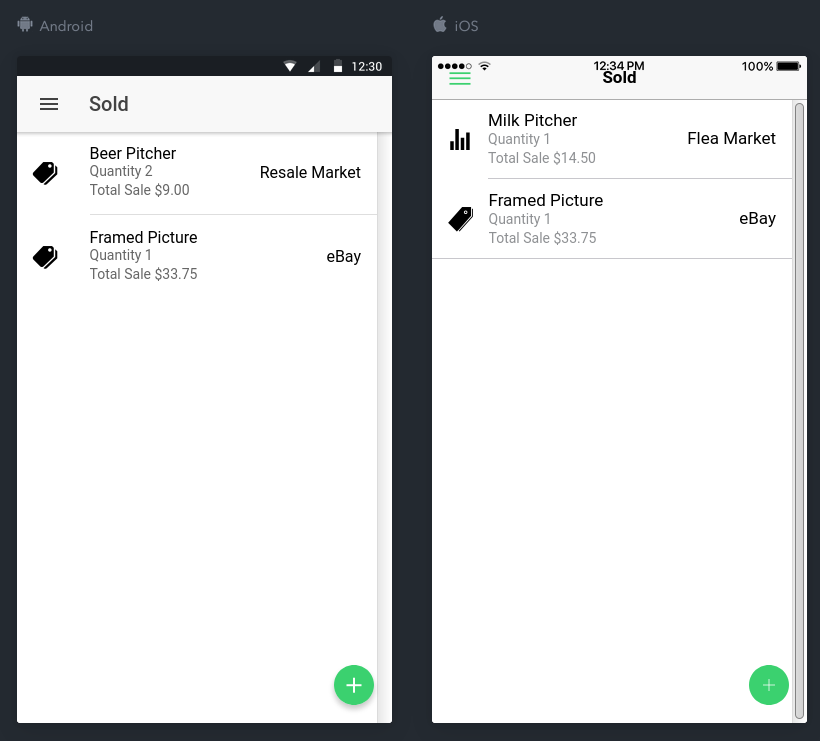 Android
12:30
Sold
Beer Pitcher
Quantity 2
Total Sale $9.00
Resale Market
Framed Picture
Quantity 1
Total Sale $33.75
eBay
iOS
12:34 PM
100%
Sold
Milk Pitcher
Quantity 1
Total Sale $14.50
Flea Market
Framed Picture
Quantity 1
Total Sale $33.75
eBay